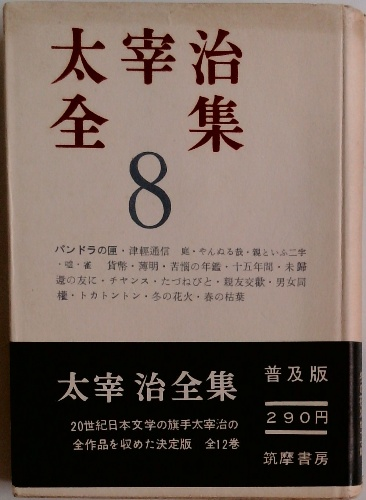 太宰治
全集
8
パンドラの匣・津輕通信 庭・やんぬる哉・親といふ二字
・嘘・雀 貨幣・薄明・苦惱の年鑑・十五年間・未歸
還の友に・チヤンス・たづねびと・親友交歡・男女同
權・トカトントン・冬の花火・春の枯葉
太宰治全集
20世紀日本文学の旗手太宰治の
全作品を収めた決定版 全12巻
普及版
290円
筑摩書房